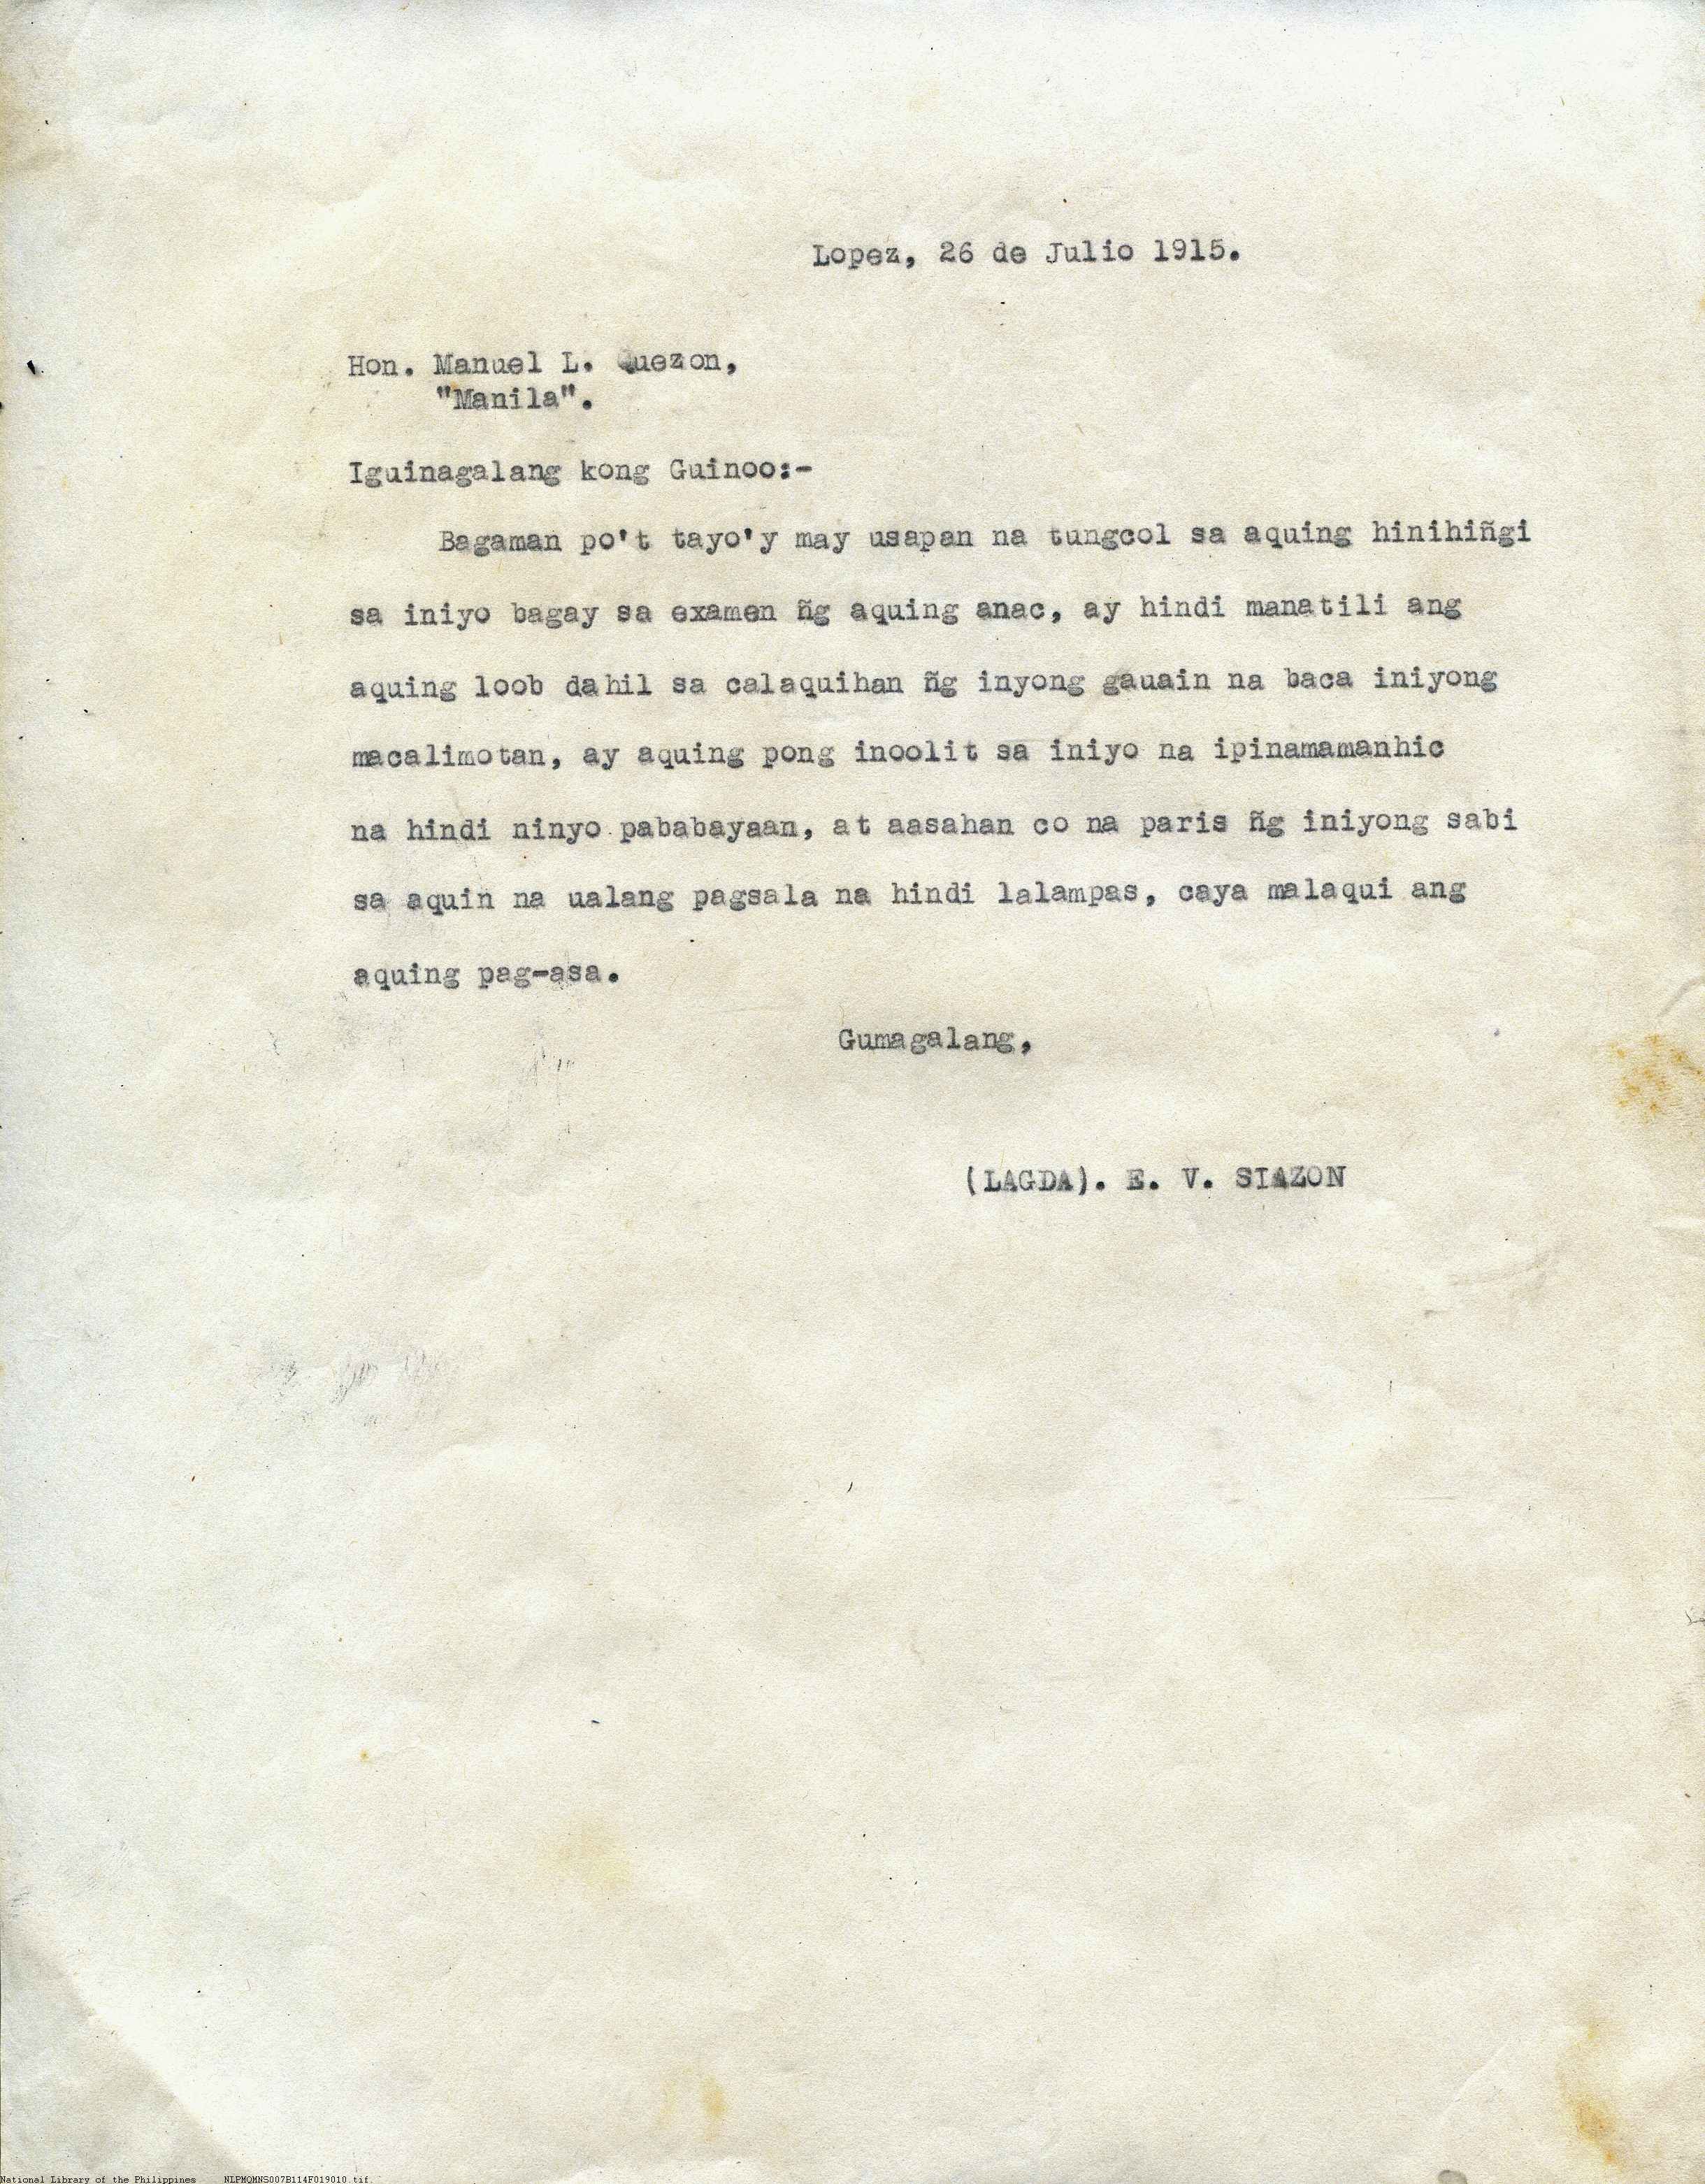 Lopez, 26 de Julio 1915.
Hon. Manuel L. Quezon,
"Manila".
Iguinagalang kong Guinoo:-
Bagaman po't tayo'y may usapan na tungcol sa aquing hinihiñgi
sa iniyo bagay sa examen ñg aquing anac, ay hindi manatili ang
aquing loob dahil sa calaquihan ñg inyong gauain na baca iniyong
macalimotan, ay aquing pong inoolit sa iniyo na ipinamamanhic
na hindi ninyo pababayaan, at aasahan co na paris ñg iniyong sabi
sa aquin na ualang pagsala na hindi lalampas, caya malaqui ang
aquing pag-asa.
Gumagalang,
(LAGDA). E. V. SIAZON
National Library of the Philippines NLPMQMNS007B114F019010.tif